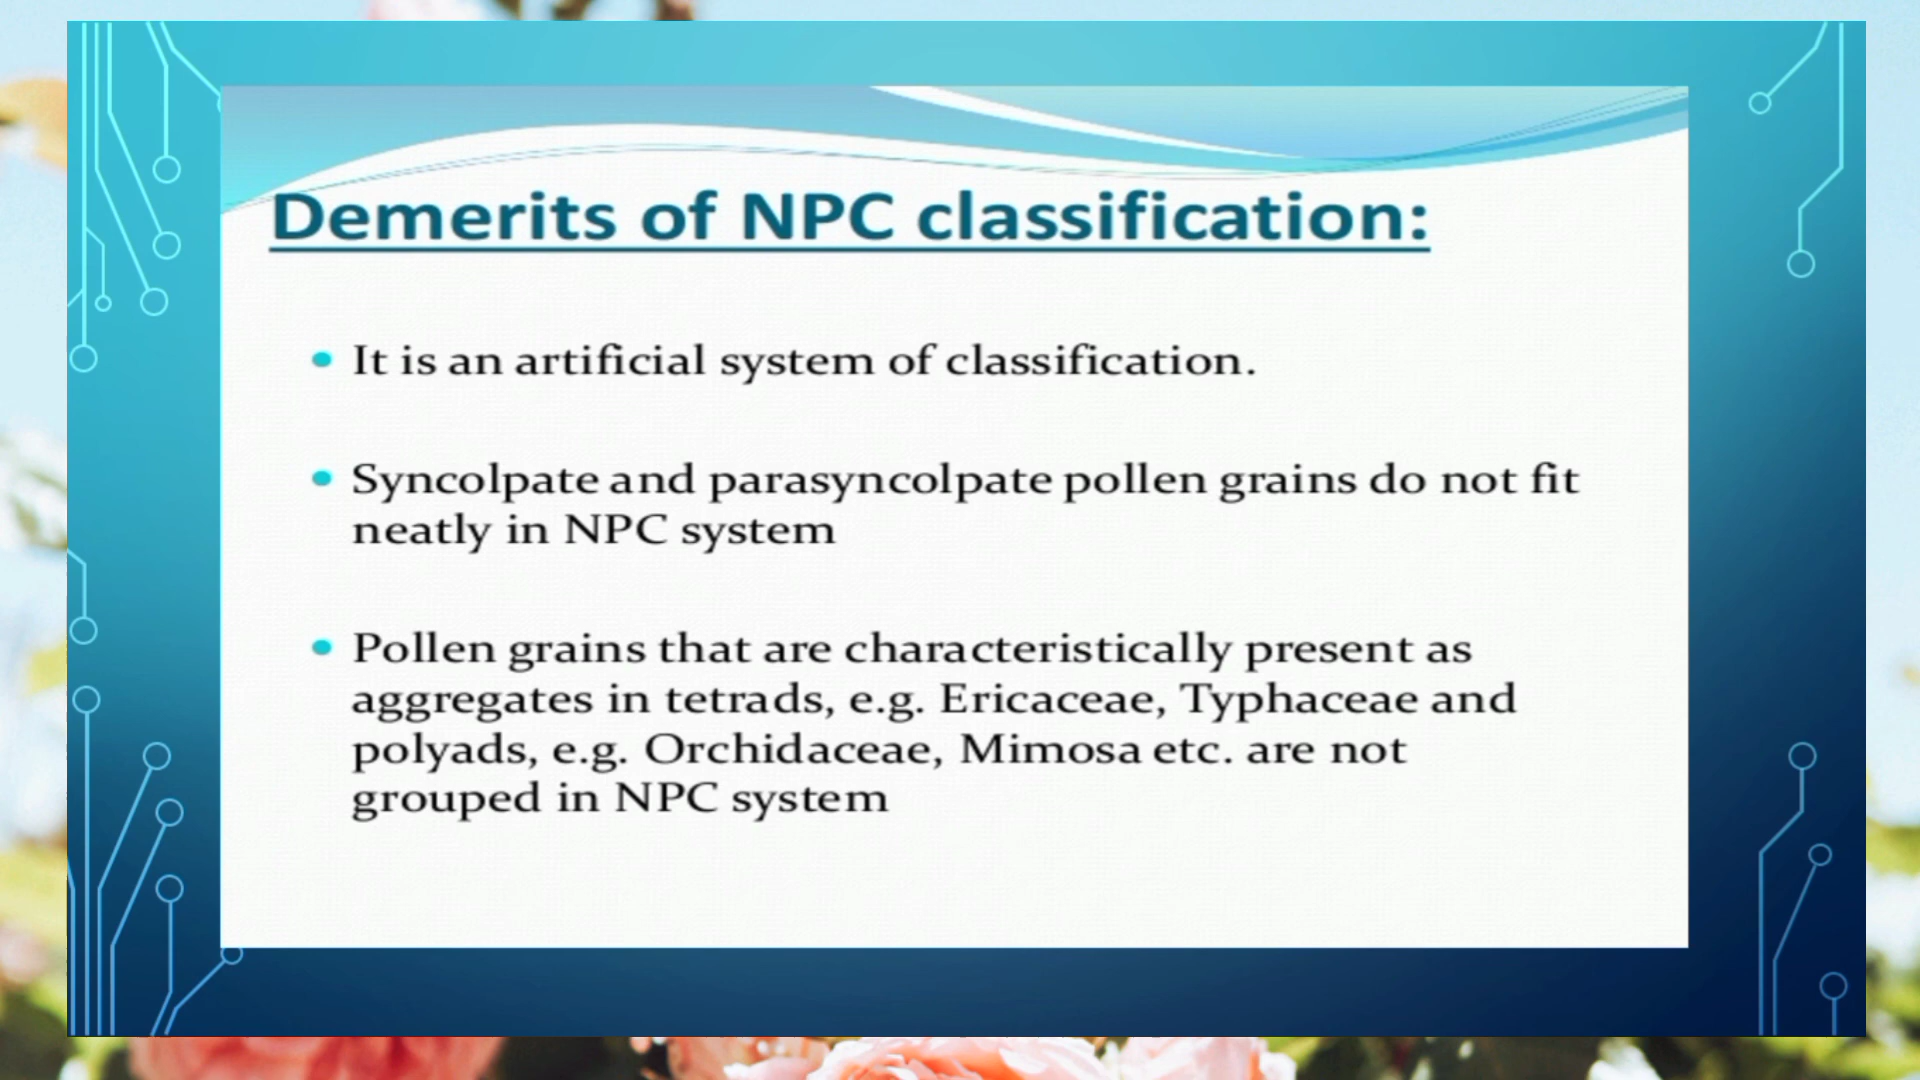 Demerits of NPC classification:
• It is an artificial system of classification.
• Syncolpate and parasyncolpate pollen grains do not fit
neatly in NPC system
• Pollen grains that are characteristically present as
aggregates in tetrads, e.g. Ericaceae, Typhaceae and
polyads, e.g. Orchidaceae, Mimosa etc. are not
grouped in NPC system